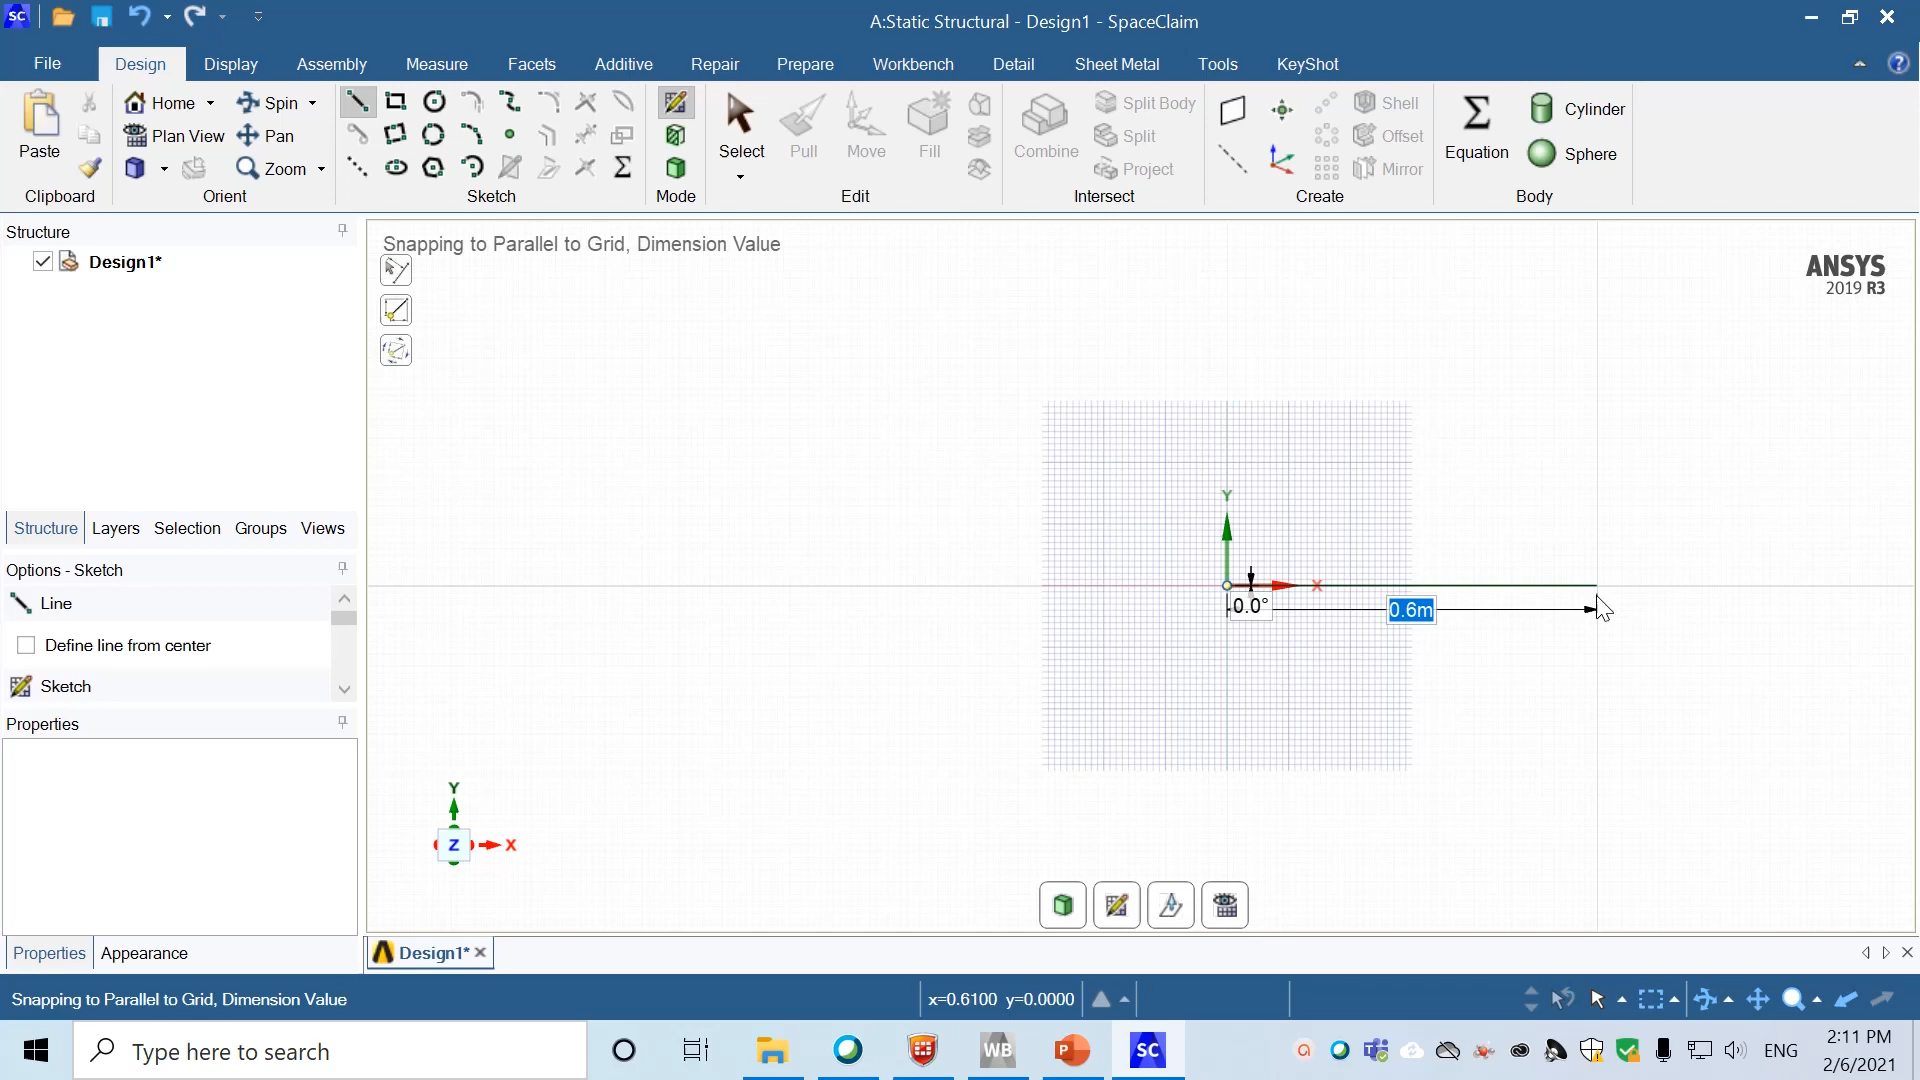 SC
A:Static Structural - Design1 - SpaceClaim
File
Design
Display
Assembly
Measure
Facets
Additive
Repair
Prepare
Workbench
Detail
Sheet Metal
Tools
KeyShot
Paste
Clipboard
Home
Spin
Plan View
Pan
Zoom
Orient
Sketch
Mode
Select
Pull
Move
Fill
Edit
Combine
Split Body
Split
Project
Intersect
Shell
Offset
Mirror
Create
Equation
Cylinder
Sphere
Body
Structure
Design1*
Structure
Layers
Selection
Groups
Views
Options - Sketch
Line
Define line from center
Sketch
Properties
Properties
Appearance
Snapping to Parallel to Grid, Dimension Value
ANSYS
2019 R3
Y
X
0.0°
0.6m
Y
Z
X
Design1*
Snapping to Parallel to Grid, Dimension Value
x=0.6100 y=0.0000
Type here to search
WB
P
SC
ENG
2:11 PM
2/6/2021